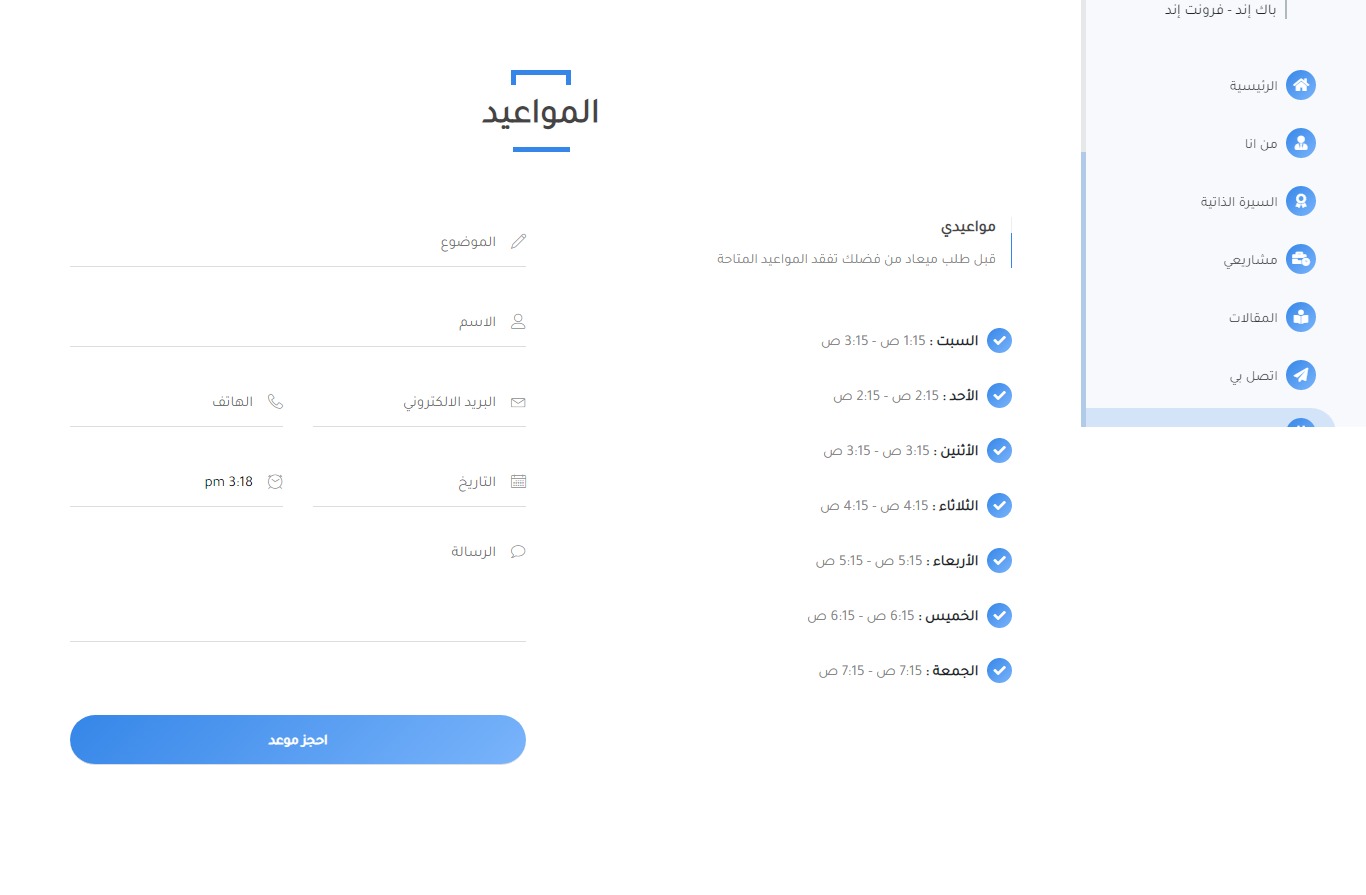 باك إند - فرونت إند
الرئيسية
من انا
السيرة الذاتية
مشاريعي
المقالات
اتصل بي
المواعيد
مواعيدي
قبل طلب ميعاد من فضلك تفقد المواعيد المتاحة
السبت : 1:15 ص - 3:15 ص
الأحد : 2:15 ص - 2:15 ص
الأثنين : 3:15 ص - 3:15 ص
الثلاثاء : 4:15 ص - 4:15 ص
الأربعاء : 5:15 ص - 5:15 ص
الخميس : 6:15 ص - 6:15 ص
الجمعة : 7:15 ص - 7:15 ص
الموضوع
الاسم
البريد الالكتروني
الهاتف
التاريخ
3:18 pm
الرسالة
احجز موعد